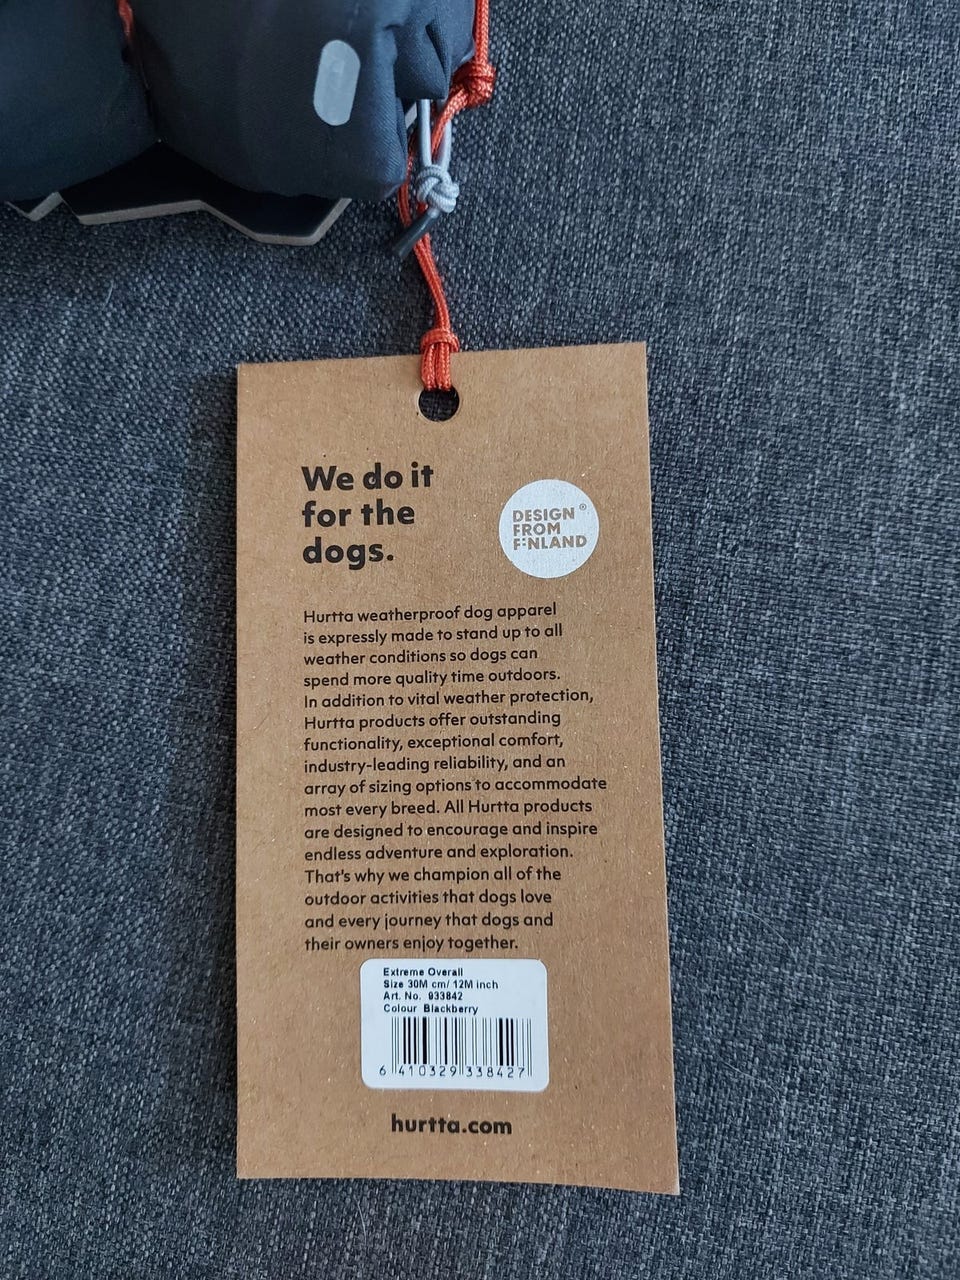 We do it
for the
dogs.
DESIGN ®
FROM
FINLAND
Hurtta weatherproof dog apparel
is expressly made to stand up to all
weather conditions so dogs can
spend more quality time outdoors.
In addition to vital weather protection,
Hurtta products offer outstanding
functionality, exceptional comfort,
industry-leading reliability, and an
array of sizing options to accommodate
most every breed. All Hurtta products
are designed to encourage and inspire
endless adventure and exploration.
That's why we champion all of the
outdoor activities that dogs love
and every journey that dogs and
their owners enjoy together.
Extreme Overall
Size 30M cm/ 12M inch
Art. No. 933842
Colour Blackberry
6 410329 338427
hurtta.com